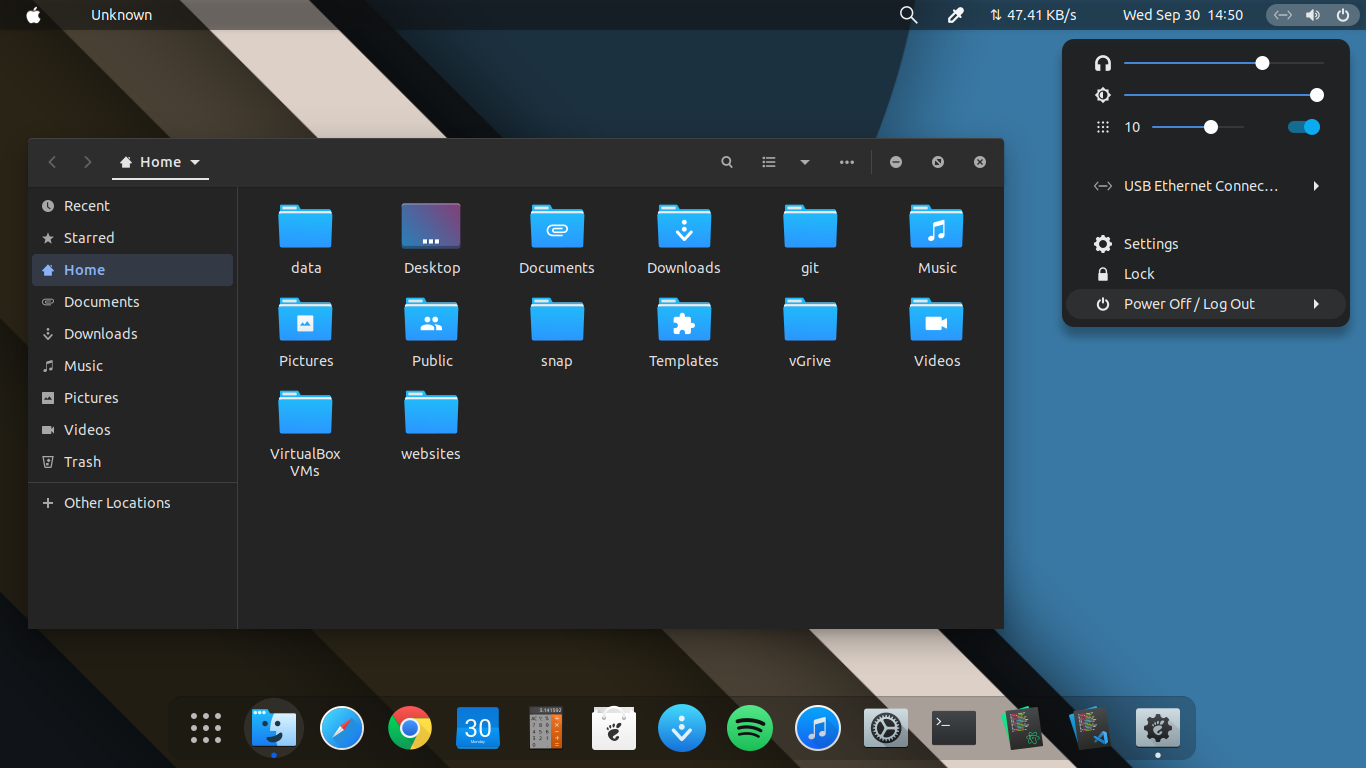 Unknown
47.41 KB/s
Wed Sep 30 14:50
10
USB Ethernet Connec...
Settings
Lock
Power Off / Log Out
Home
Recent
Starred
Home
Documents
Downloads
Music
Pictures
Videos
Trash
Other Locations
data
Desktop
Documents
Downloads
git
Music
Pictures
Public
snap
Templates
vGrive
Videos
VirtualBox
VMs
websites
30
Monday
>_